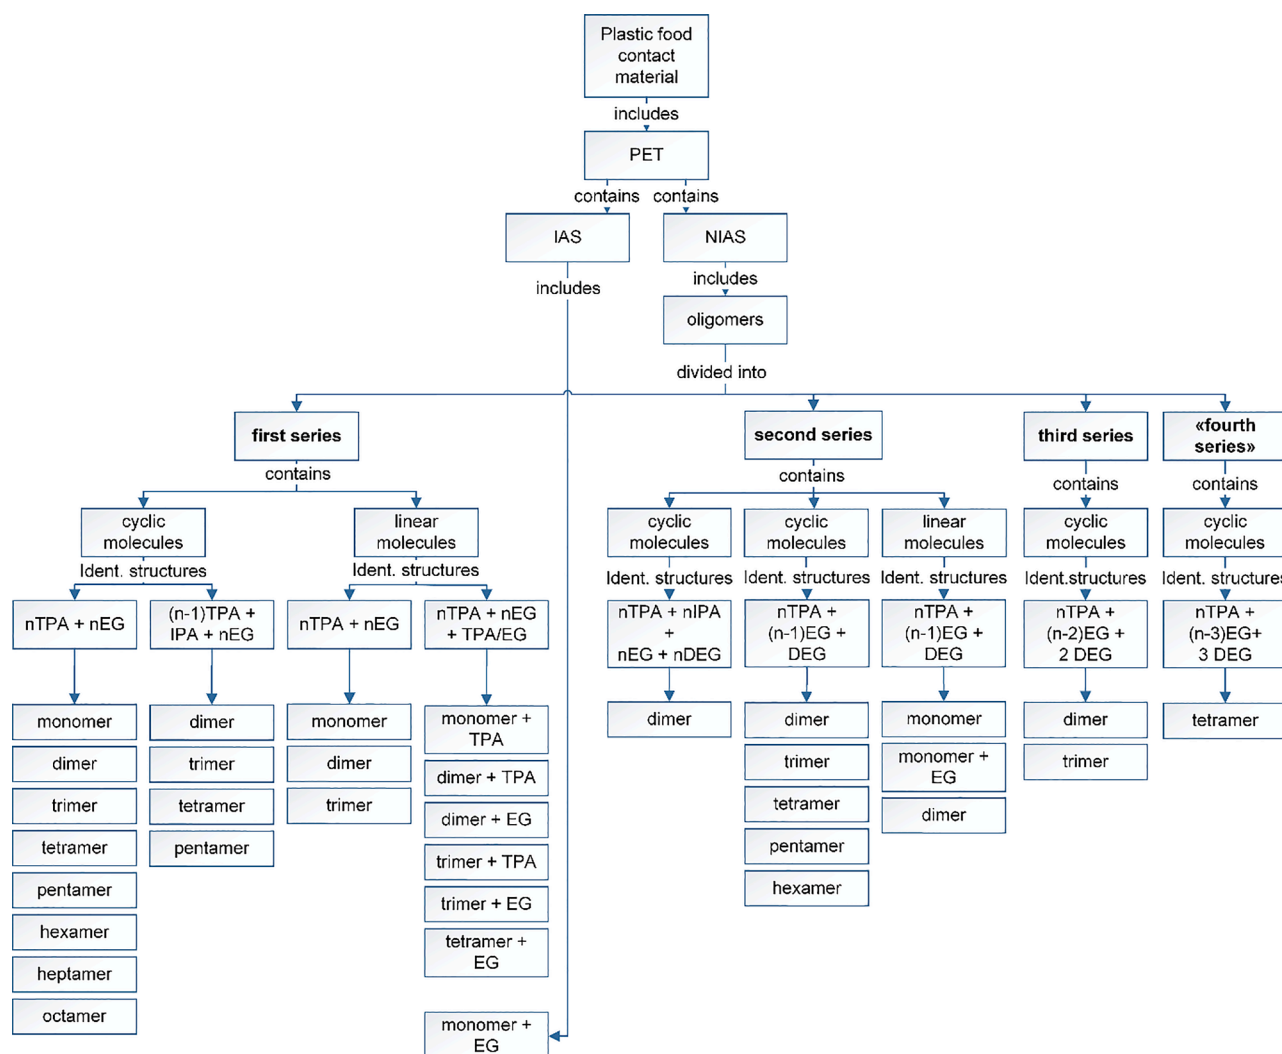 Plastic food
contact
material
includes
PET
contains
contains
IAS
NIAS
includes
includes
oligomers
divided into
first series
second series
third series
«fourth
series»
contains
contains
contains
contains
cyclic
molecules
linear
molecules
cyclic
molecules
cyclic
molecules
linear
molecules
cyclic
molecules
cyclic
molecules
Ident. structures
Ident. structures
Ident. structures
Ident. structures
Ident. structures
Ident.structures
Ident. structures
nTPA + nEG
(n-1)TPA +
IPA + nEG
nTPA + nEG
nTPA + nEG
+ TPA/EG
nTPA + nIPA
+
nEG + nDEG
nTPA +
(n-1)EG +
DEG
nTPA +
(n-1)EG +
DEG
nTPA +
(n-2)EG +
2 DEG
nTPA +
(n-3)EG+
3 DEG
monomer
dimer
trimer
tetramer
pentamer
hexamer
heptamer
octamer
dimer
trimer
tetramer
pentamer
monomer
dimer
trimer
monomer +
TPA
dimer + TPA
dimer + EG
trimer + TPA
trimer + EG
tetramer +
EG
monomer +
EG
dimer
dimer
trimer
tetramer
pentamer
hexamer
monomer
monomer +
EG
dimer
dimer
trimer
tetramer